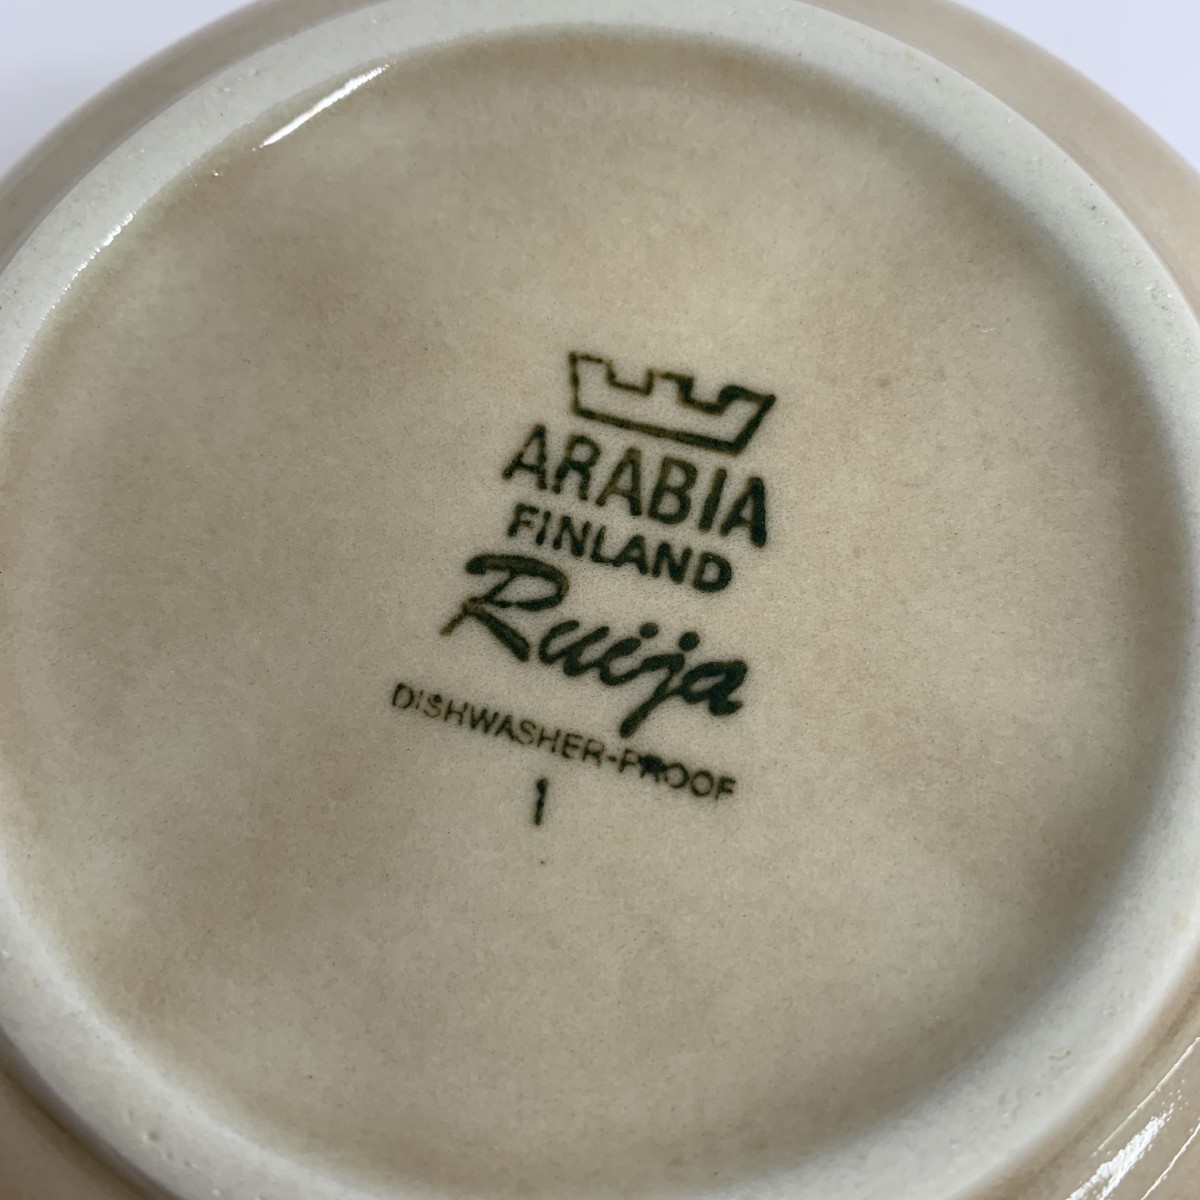 ARABIA
FINLAND
Ruija
DISHWASHER-PROOF
1